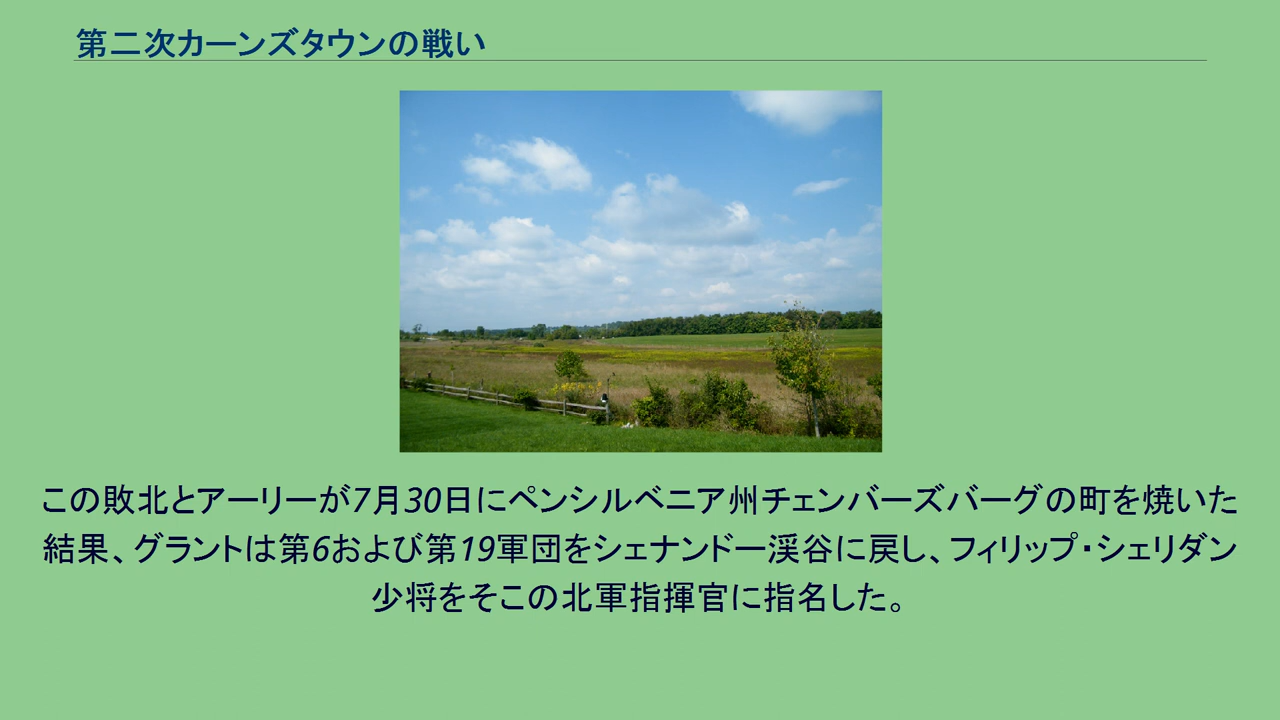 第二次カーンズタウンの戦い
この敗北とアーリーが7月30日にペンシルベニア州チェンバーズバーグの町を焼いた
結果、グラントは第6および第19軍団をシェナンドー渓谷に戻し、フィリップ・シェリダン
少将をそこの北軍指揮官に指名した。